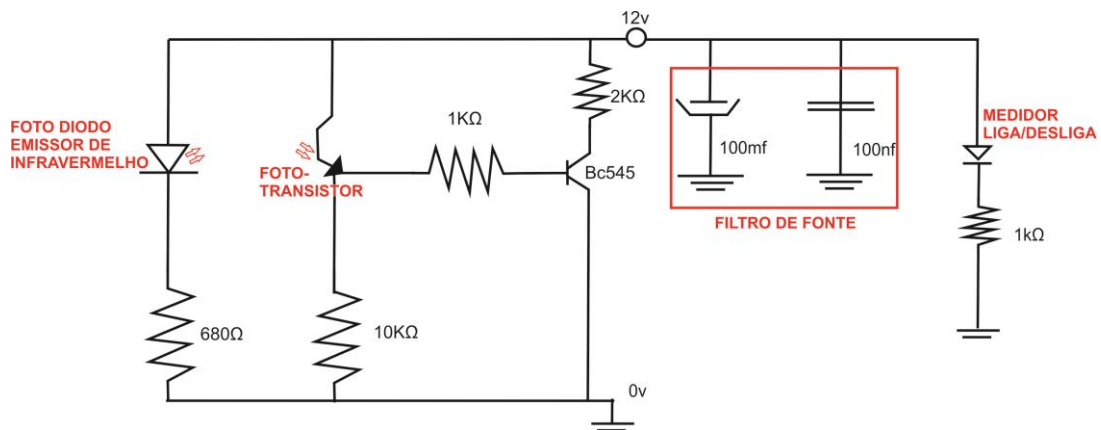 12v
FOTO DIODO
EMISSOR DE
INFRAVERMELHO
FOTO-
TRANSISTOR
1KΩ
2KΩ
Bc545
100mf
100nf
FILTRO DE FONTE
MEDIDOR
LIGA/DESLIGA
1kΩ
680Ω
10KΩ
0v